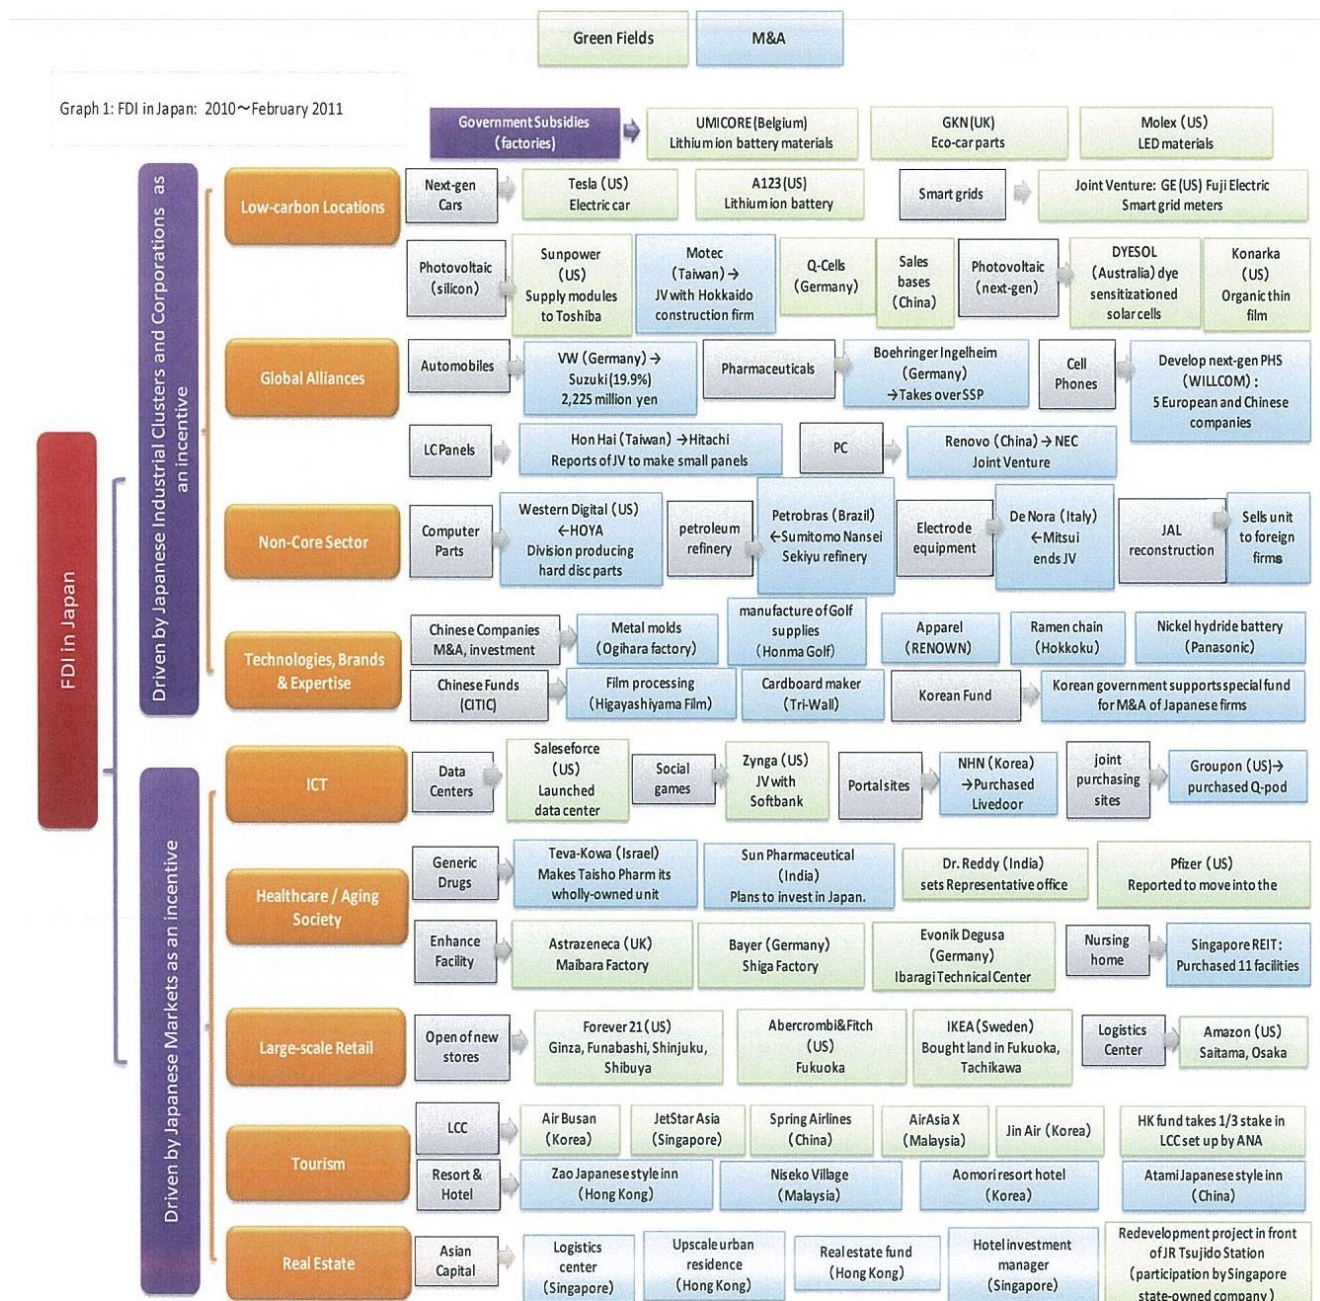 Green Fields
M&A
Graph 1: FDI in Japan: 2010～February 2011
FDI in Japan
Driven by Japanese Industrial Clusters and Corporations as
an incentive
Government Subsidies
(factories)
UMICORE (Belgium)
Lithium ion battery materials
GKN (UK)
Eco-car parts
Molex (US)
LED materials
Low-carbon Locations
Next-gen
Cars
Tesla (US)
Electric car
A123 (US)
Lithium ion battery
Smart grids
Joint Venture: GE (US) Fuji Electric
Smart grid meters
Photovoltaic
(silicon)
Sunpower
(US)
Supply modules
to Toshiba
Motec
(Taiwan) →
JV with Hokkaido
construction firm
Q-Cells
(Germany)
Sales
bases
(China)
Photovoltaic
(next-gen)
DYESOL
(Australia) dye
sensitizationed
solar cells
Konarka
(US)
Organic thin
film
Global Alliances
Automobiles
VW (Germany) →
Suzuki (19.9%)
2,225 million yen
Pharmaceuticals
Boehringer Ingelheim
(Germany)
→Takes over SSP
Cell
Phones
Develop next-gen PHS
(WILLCOM) :
5 European and Chinese
companies
LC Panels
Hon Hai (Taiwan) →Hitachi
Reports of JV to make small panels
PC
Renovo (China) → NEC
Joint Venture
Non-Core Sector
Computer
Parts
Western Digital (US)
←HOYA
Division producing
hard disc parts
petroleum
refinery
Petrobras (Brazil)
←Sumitomo Nansei
Sekiyu refinery
Electrode
equipment
De Nora (Italy)
←Mitsui
ends JV
JAL
reconstruction
Sells unit
to foreign
firms
Technologies, Brands
& Expertise
Chinese Companies
M&A, investment
Metal molds
(Ogihara factory)
manufacture of Golf
supplies
(Honma Golf)
Apparel
(RENOWN)
Ramen chain
(Hokkoku)
Nickel hydride battery
(Panasonic)
Chinese Funds
(CITIC)
Film processing
(Higayashiyama Film)
Cardboard maker
(Tri-Wall)
Korean Fund
Korean government supports special fund
for M&A of Japanese firms
Driven by Japanese Markets as an incentive
ICT
Data
Centers
Saleseforce
(US)
Launched
data center
Social
games
Zynga (US)
JV with
Softbank
Portal sites
NHN (Korea)
→Purchased
Livedoor
joint
purchasing
sites
Groupon (US)→
purchased Q-pod
Healthcare / Aging
Society
Generic
Drugs
Teva-Kowa (Israel)
Makes Taisho Pharm its
wholly-owned unit
Sun Pharmaceutical
(India)
Plans to invest in Japan.
Dr. Reddy (India)
sets Representative office
Pfizer (US)
Reported to move into the
Enhance
Facility
Astrazeneca (UK)
Maibara Factory
Bayer (Germany)
Shiga Factory
Evonik Degusa
(Germany)
Ibaragi Technical Center
Nursing
home
Singapore REIT:
Purchased 11 facilities
Large-scale Retail
Open of new
stores
Forever 21 (US)
Ginza, Funabashi, Shinjuku,
Shibuya
Abercrombi&Fitch
(US)
Fukuoka
IKEA (Sweden)
Bought land in Fukuoka,
Tachikawa
Logistics
Center
Amazon (US)
Saitama, Osaka
Tourism
LCC
Air Busan
(Korea)
JetStar Asia
(Singapore)
Spring Airlines
(China)
AirAsia X
(Malaysia)
Jin Air (Korea)
HK fund takes 1/3 stake in
LCC set up by ANA
Resort &
Hotel
Zao Japanese style inn
(Hong Kong)
Niseko Village
(Malaysia)
Aomori resort hotel
(Korea)
Atami Japanese style inn
(China)
Real Estate
Asian
Capital
Logistics
center
(Singapore)
Upscale urban
residence
(Hong Kong)
Real estate fund
(Hong Kong)
Hotel investment
manager
(Singapore)
Redevelopment project in front
of JR Tsujido Station
(participation by Singapore
state-owned company )